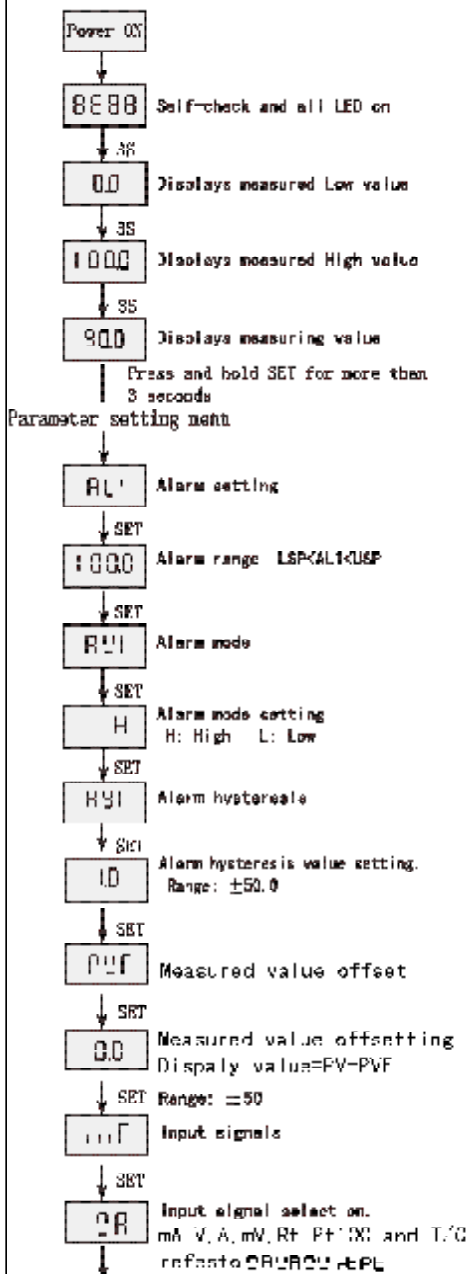 Power ON
8888 Self-check and all LED on
3S
0.0 Displays measured Low value
3S
100.0 Displays measured High value
3S
90.0 Displays measuring value
Press and hold SET for more than
3 seconds
Parameter setting menu
AL1 Alarm setting
SET
100.0 Alarm range LSP<AL1<USP
SET
Alarm mode
SET
H Alarm mode setting
H: High L: Low
SET
HY1 Alarm hysteresis
SET
1.0 Alarm hysteresis value setting.
Range: ±50.0
SET
Measured value offset
SET
0.0 Measured value offsetting
Dispaly value=PV-PVF
SET Range: ±50
Input signals
SET
Input signal select on.
mA, V, A, mV, Rt, Pt100 and T/C